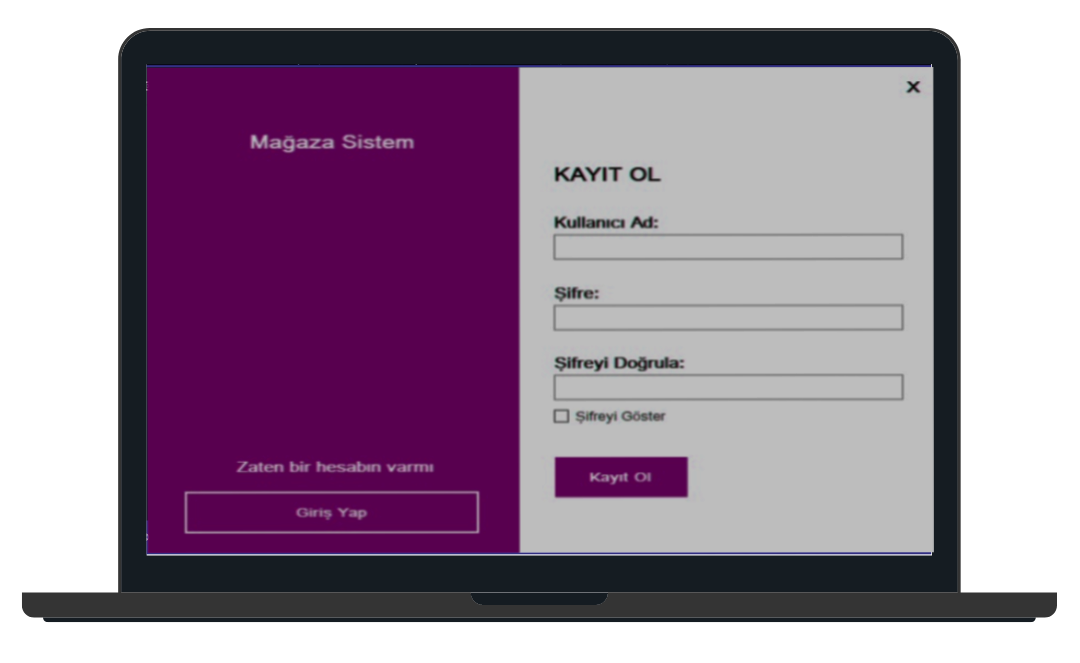 Mağaza Sistem
Zaten bir hesabın varmı
Giriş Yap
X
KAYIT OL
Kullanıcı Ad:
Şifre:
Şifreyi Doğrula:
Şifreyi Göster
Kayıt Ol